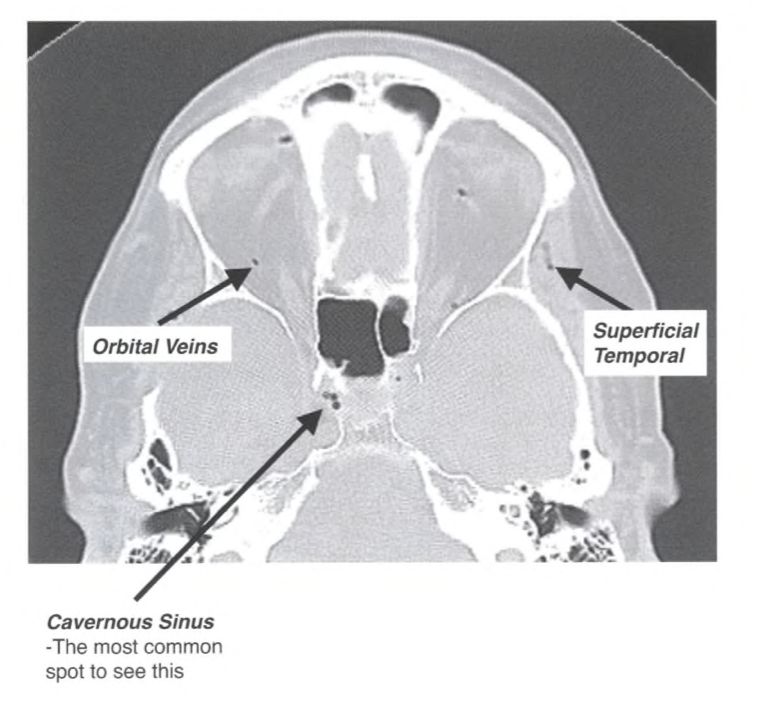 Orbital Veins
Superficial
Temporal
Cavernous Sinus
-The most common
spot to see this